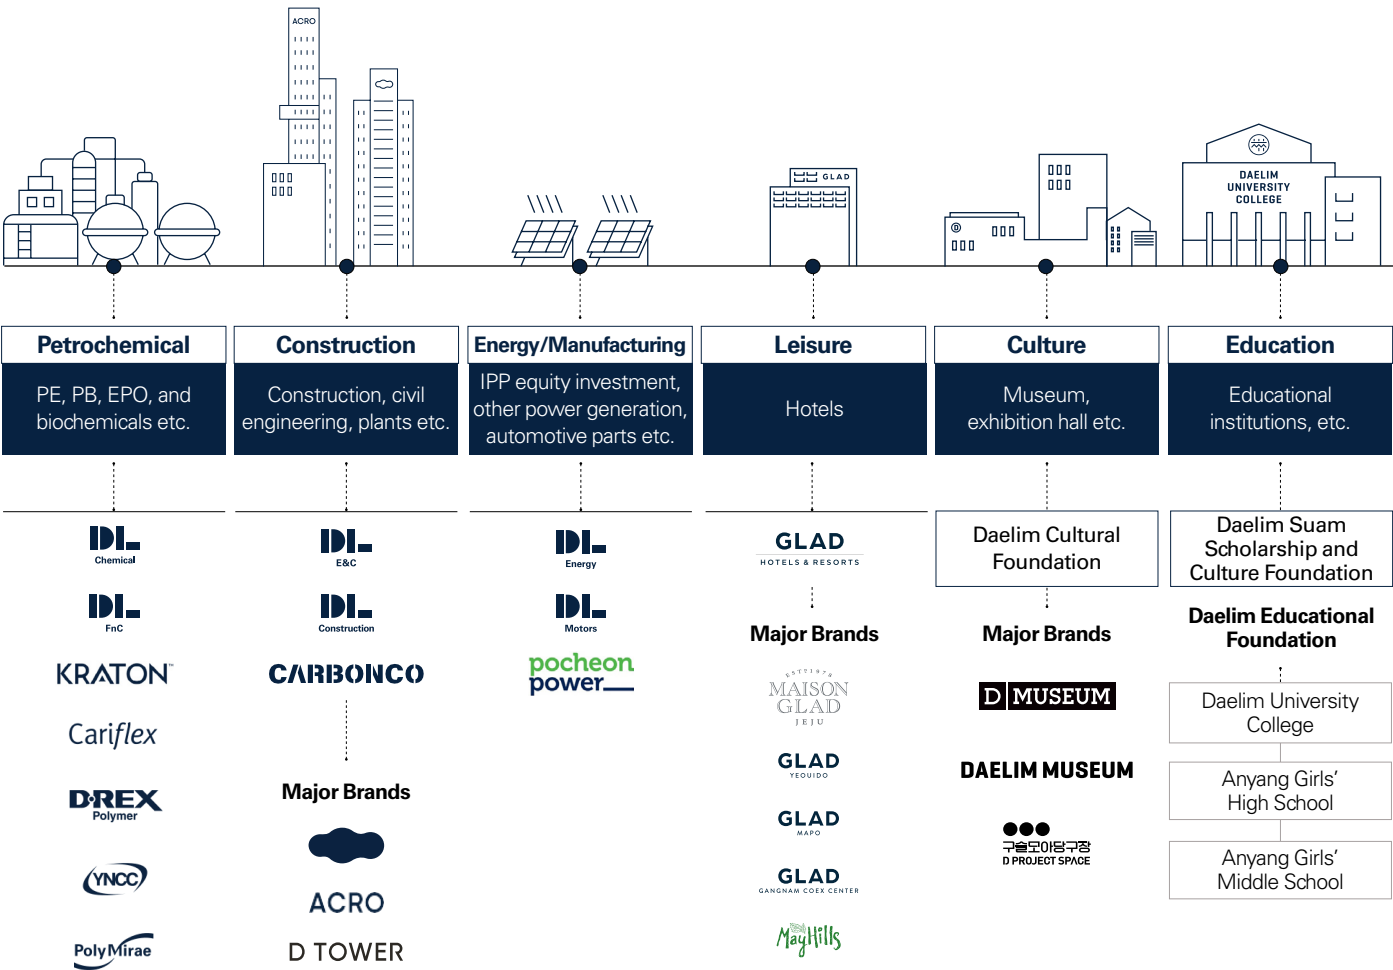 ACRO
GLAD
DAELIM
UNIVERSITY
COLLEGE
Petrochemical
PE, PB, EPO, and
biochemicals etc.
DL
Chemical
DL
FnC
KRATON™
Cariflex
D·REX
Polymer
YNCC
PolyMirae
Construction
Construction, civil
engineering, plants etc.
DL
E&C
DL
Construction
CARBONCO
Major Brands
ACRO
D TOWER
Energy/Manufacturing
IPP equity investment,
other power generation,
automotive parts etc.
DL
Energy
DL
Motors
pocheon
power
Leisure
Hotels
GLAD
HOTELS & RESORTS
Major Brands
ESTD 1978
MAISON
GLAD
JEJU
GLAD
YEOUIDO
GLAD
MAPO
GLAD
GANGNAM COEX CENTER
MayHills
Culture
Museum,
exhibition hall etc.
D
Daelim Cultural
Foundation
Major Brands
D MUSEUM
DAELIM MUSEUM
구슬모아당구장
D PROJECT SPACE
Education
Educational
institutions, etc.
Daelim Suam
Scholarship and
Culture Foundation
Daelim Educational
Foundation
Daelim University
College
Anyang Girls’
High School
Anyang Girls’
Middle School